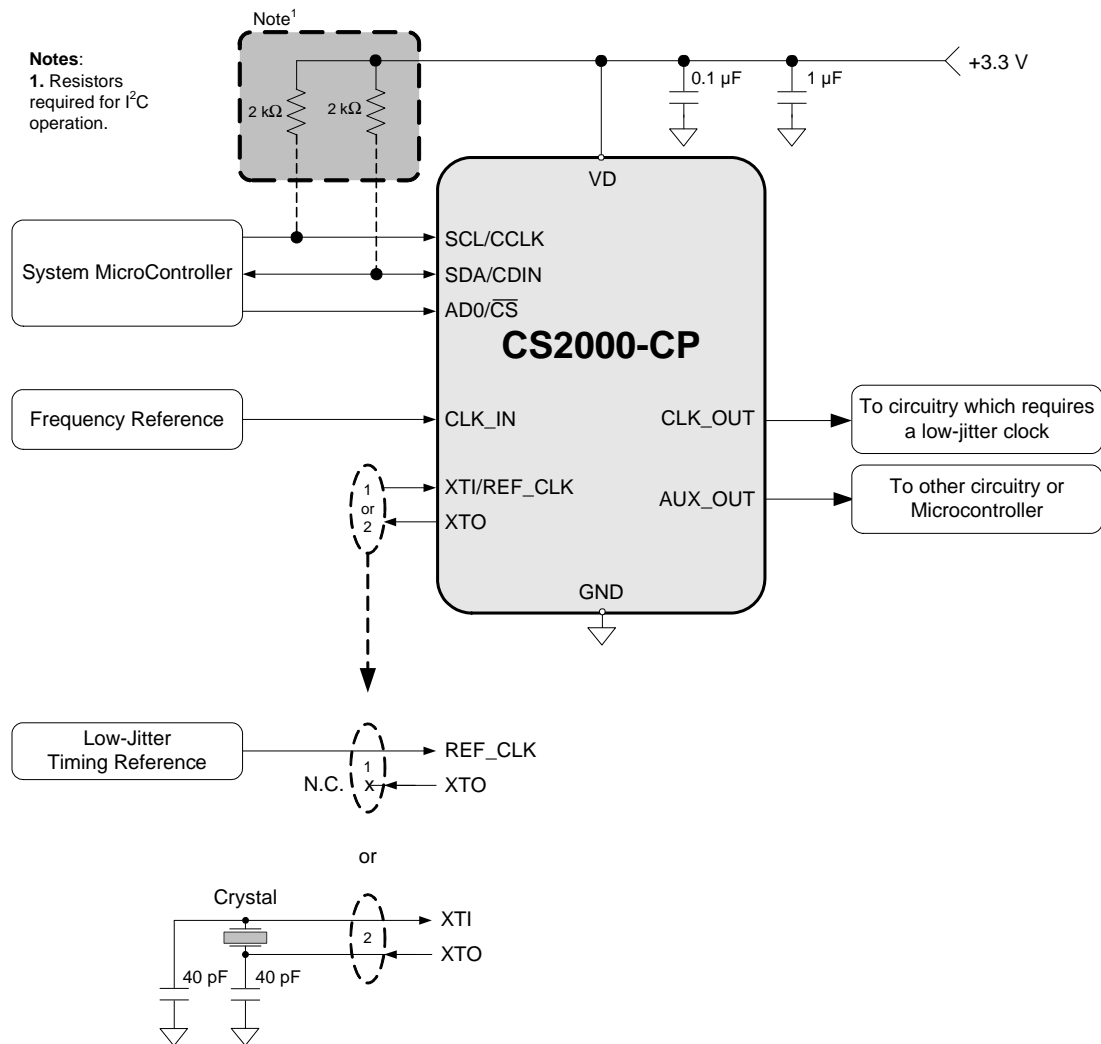 Note¹
Notes:
1. Resistors
required for I²C
operation.
2 kΩ
2 kΩ
0.1 µF
1 µF
+3.3 V
VD
System MicroController
SCL/CCLK
SDA/CDIN
AD0/C̅S̅
CS2000-CP
Frequency Reference
CLK_IN
CLK_OUT
To circuitry which requires
a low-jitter clock
1
or
2
XTI/REF_CLK
XTO
AUX_OUT
To other circuitry or
Microcontroller
GND
Low-Jitter
Timing Reference
1
REF_CLK
N.C.
x
XTO
or
Crystal
2
XTI
XTO
40 pF
40 pF